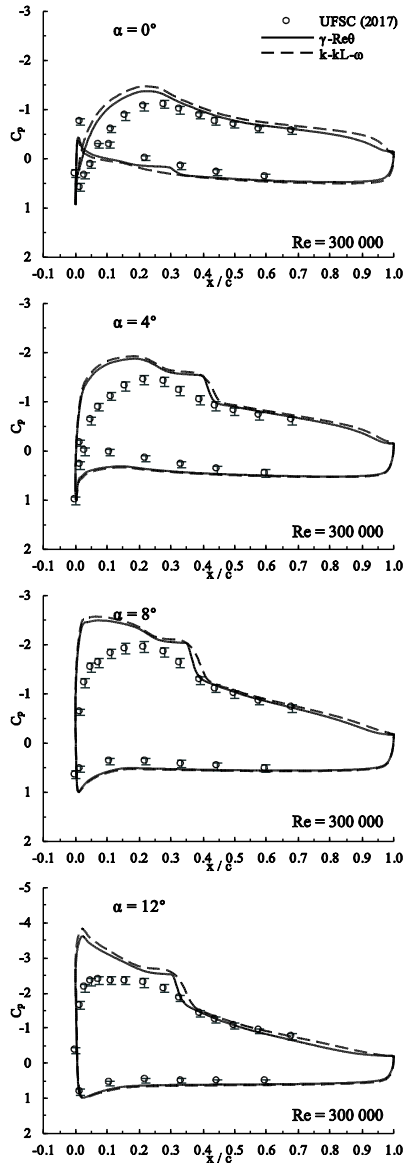 -3
α = 0°
UFSC (2017)
γ-Reθ
-2
k-kL-ω
-1
Cp
0
1
Re = 300 000
2
-0.1 0.0 0.1 0.2 0.3 0.4 0.5 0.6 0.7 0.8 0.9 1.0
x / c
-3
α = 4°
-2
-1
Cp
0
1
Re = 300 000
2
-0.1 0.0 0.1 0.2 0.3 0.4 0.5 0.6 0.7 0.8 0.9 1.0
x / c
-3
α = 8°
-2
-1
Cp
0
1
Re = 300 000
2
-0.1 0.0 0.1 0.2 0.3 0.4 0.5 0.6 0.7 0.8 0.9 1.0
x / c
-5
α = 12°
-4
-3
-2
Cp
-1
0
1
Re = 300 000
2
-0.1 0.0 0.1 0.2 0.3 0.4 0.5 0.6 0.7 0.8 0.9 1.0
x / c